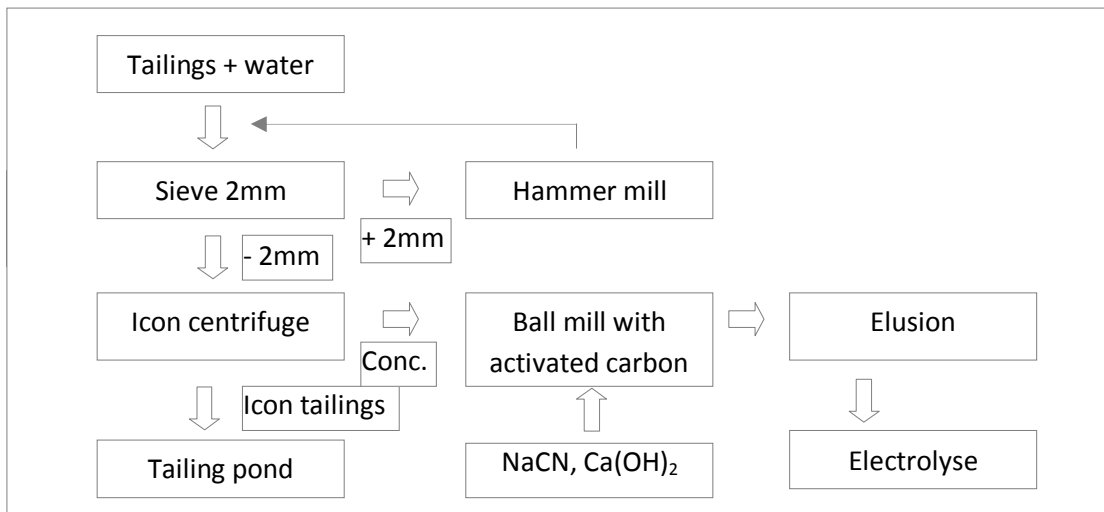 Tailings + water
Sieve 2mm
Hammer mill
+ 2mm
- 2mm
Icon centrifuge
Ball mill with
activated carbon
Elusion
Conc.
Icon tailings
Tailing pond
NaCN, Ca(OH)₂
Electrolyse